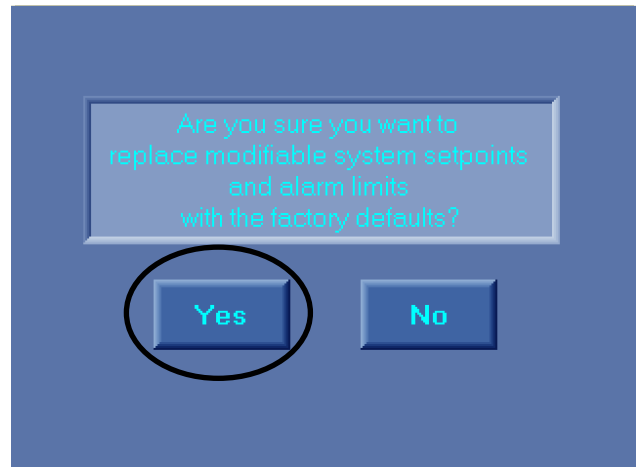 Are you sure you want to
replace modifiable system setpoints
and alarm limits
with the factory defaults?
Yes
No